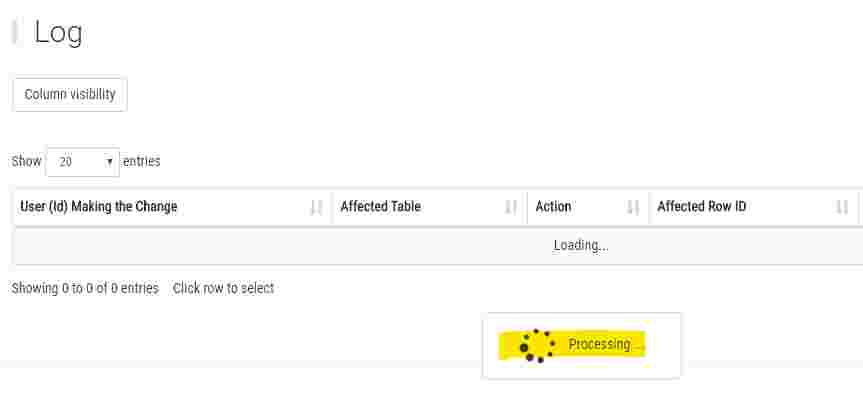 Log
Column visibility
Show 20 entries
User (Id) Making the Change Affected Table Action Affected Row ID
Loading...
Showing 0 to 0 of 0 entries Click row to select
Processing ...